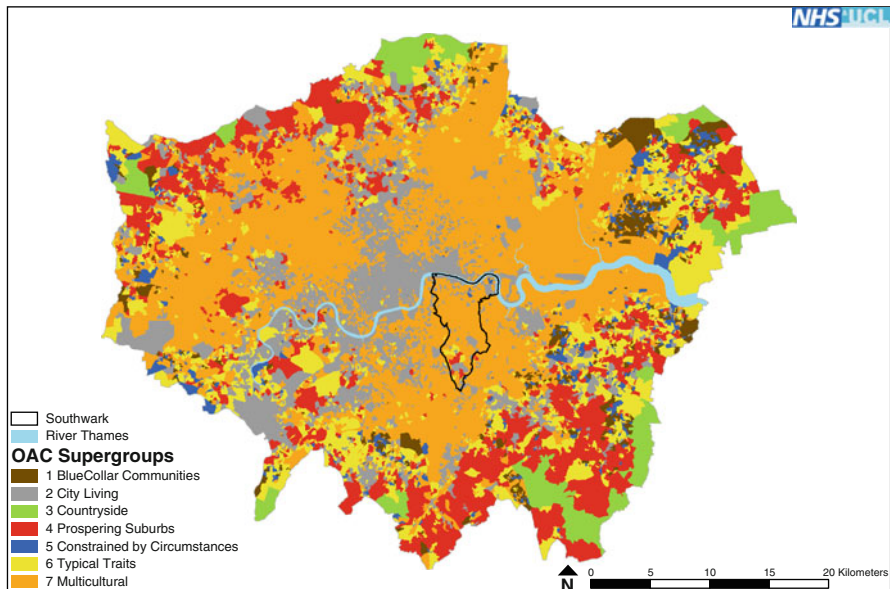 NHS UCL
Southwark
River Thames
OAC Supergroups
1 BlueCollar Communities
2 City Living
3 Countryside
4 Prospering Suburbs
5 Constrained by Circumstances
6 Typical Traits
7 Multicultural
N
0 5 10 15 20 Kilometers